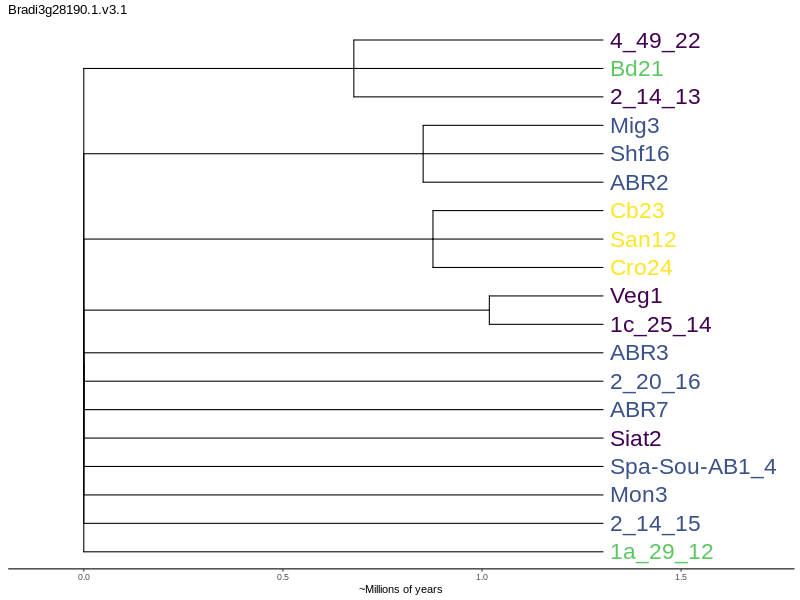 Bradi3g28190.1.v3.1
4_49_22
Bd21
2_14_13
Mig3
Shf16
ABR2
Cb23
San12
Cro24
Veg1
1c_25_14
ABR3
2_20_16
ABR7
Siat2
Spa-Sou-AB1_4
Mon3
2_14_15
1a_29_12
0.0 0.5 1.0 1.5
~Millions of years